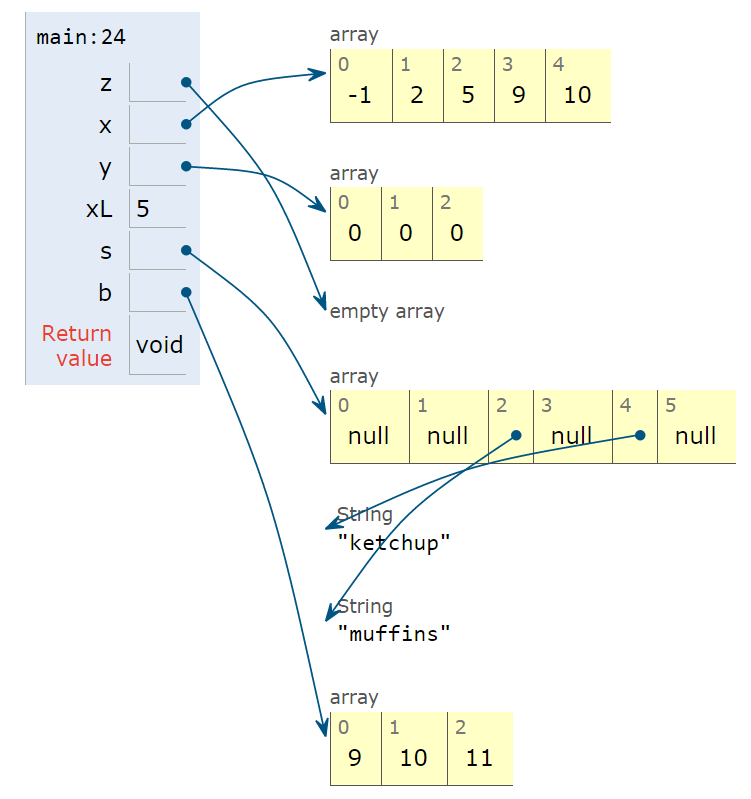 main:24
z
x
y
xL 5
s
b
Return value void
array
0 1 2 3 4
-1 2 5 9 10
array
0 1 2
0 0 0
empty array
array
0 1 2 3 4 5
null null null null
String
"ketchup"
String
"muffins"
array
0 1 2
9 10 11